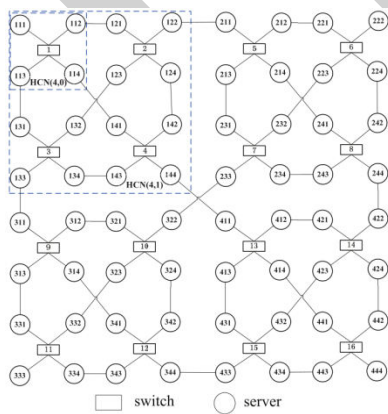 111 112 121 122 211 212 221 222
1 2 5 6
113 114 123 124 213 214 223 224
HCN(4,0)
131 132 141 142 231 232 241 242
3 4 7 8
133 134 143 144 233 234 243 244
HCN(4,1)
311 312 321 322 411 412 421 422
9 10 13 14
313 314 323 324 413 414 423 424
331 332 341 342 431 432 441 442
11 12 15 16
333 334 343 344 433 434 443 444
switch server